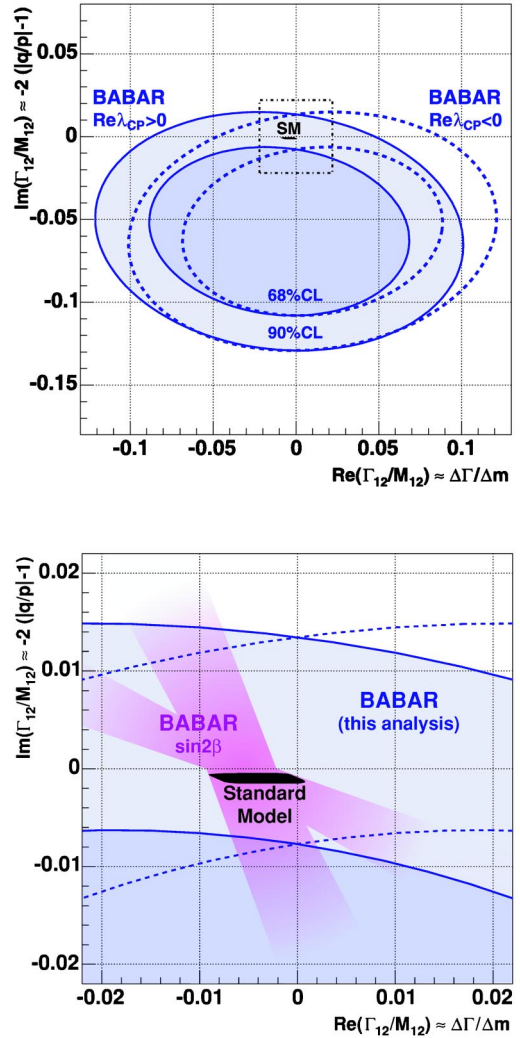 Im(Γ12/M12) ≈ -2 (|q/p|-1)
0.05
0
-0.05
-0.1
-0.15
BABAR
ReλCP>0
BABAR
ReλCP<0
SM
68%CL
90%CL
-0.1 -0.05 0 0.05 0.1
Re(Γ12/M12) ≈ ΔΓ/Δm
Im(Γ12/M12) ≈ -2 (|q/p|-1)
0.02
0.01
0
-0.01
-0.02
BABAR
sin2β
BABAR
(this analysis)
Standard
Model
-0.02 -0.01 0 0.01 0.02
Re(Γ12/M12) ≈ ΔΓ/Δm